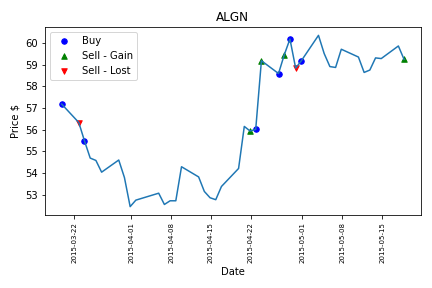 ALGN
Buy
Sell - Gain
Sell - Lost
Price $
60
59
58
57
56
55
54
53
2015-03-22
2015-04-01
2015-04-08
2015-04-15
2015-04-22
2015-05-01
2015-05-08
2015-05-15
Date